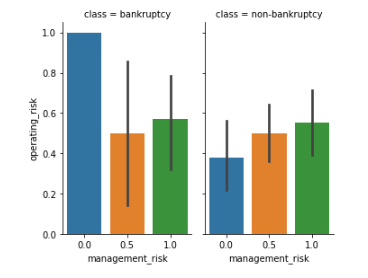 class = bankruptcy
class = non-bankruptcy
1.0
0.8
0.6
0.4
0.2
0.0
operating_risk
0.0 0.5 1.0
0.0 0.5 1.0
management_risk
management_risk